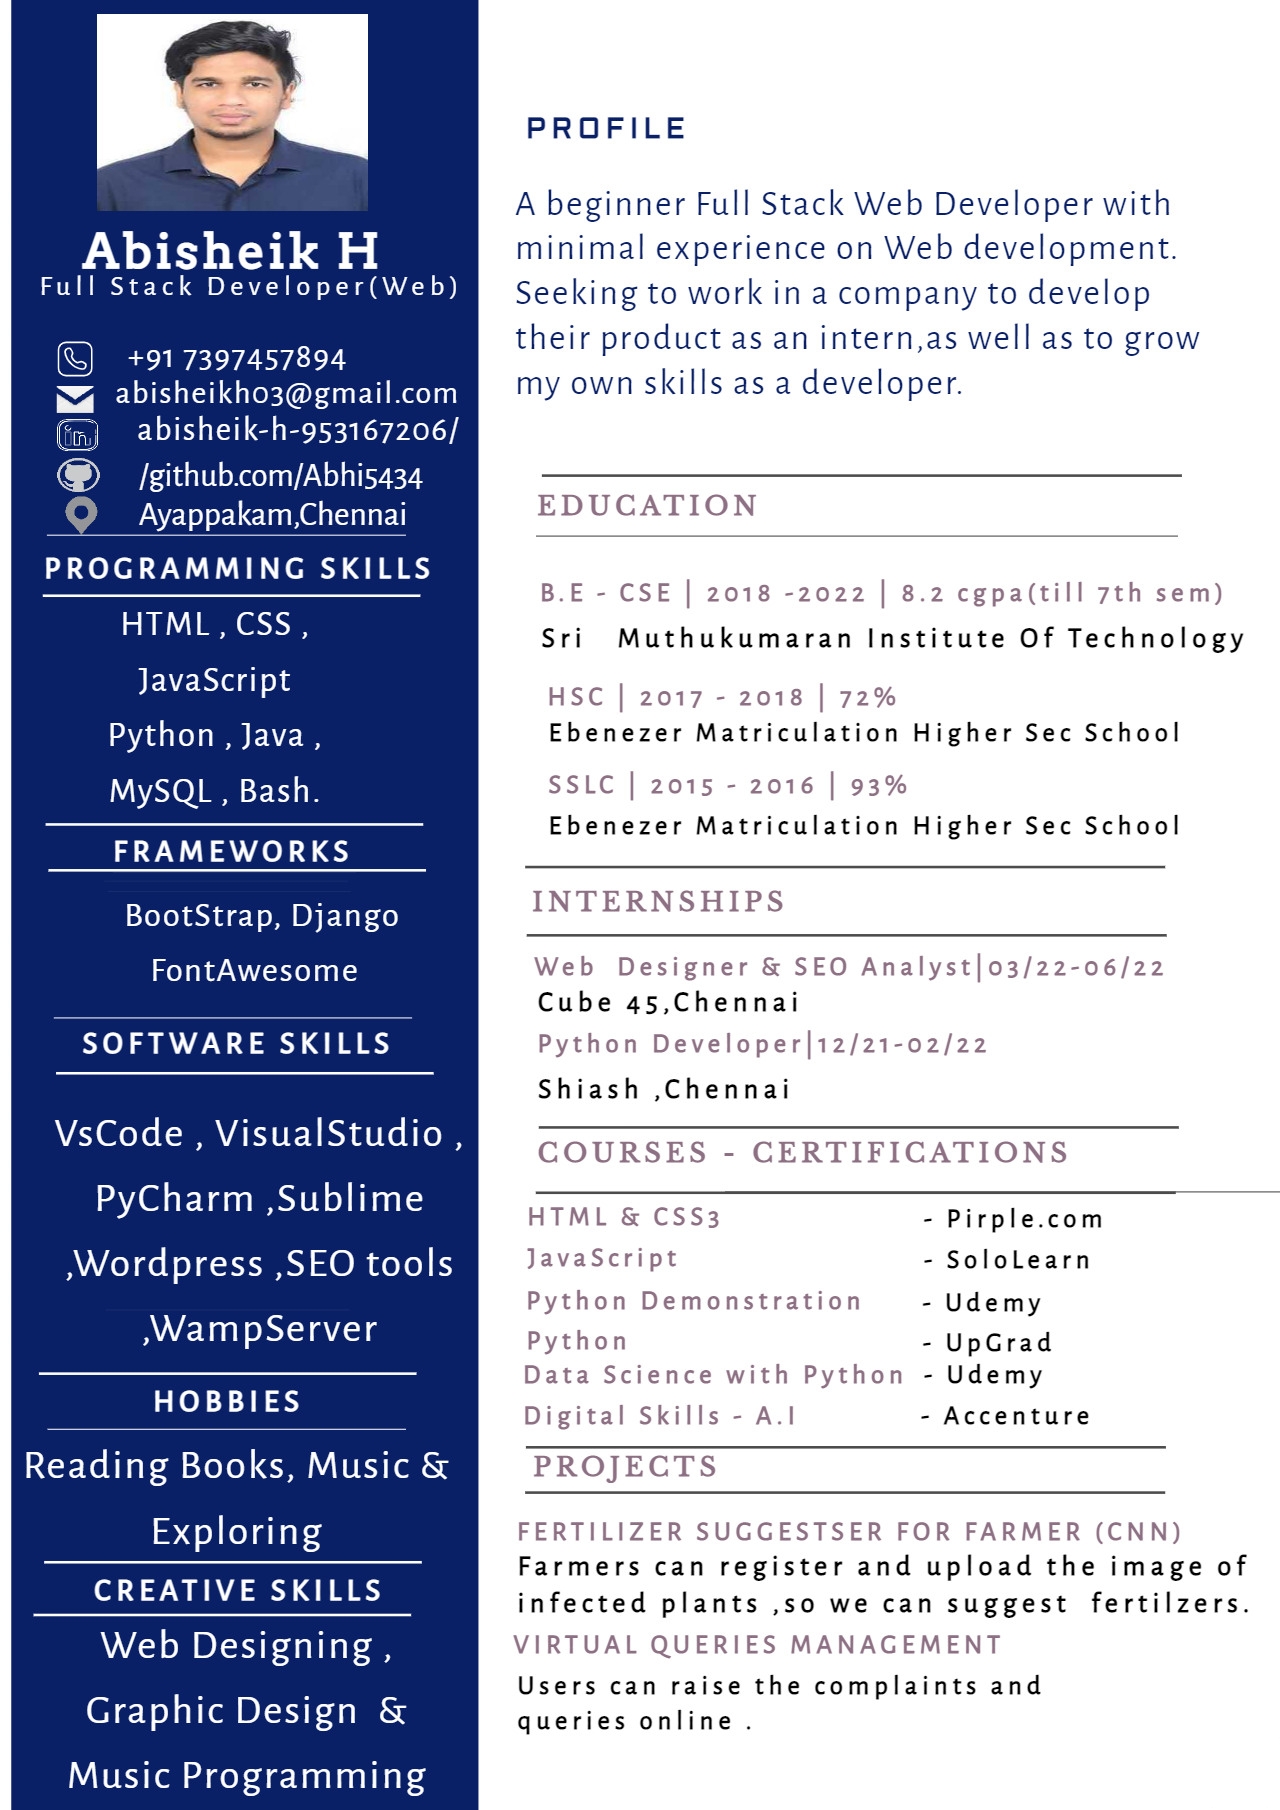 Abisheik H
Full Stack Developer(Web)
+91 7397457894
abisheikh03@gmail.com
in
abisheik-h-953167206/
/github.com/Abhi5434
Ayappakam,Chennai
PROGRAMMING SKILLS
HTML , CSS ,
JavaScript
Python , Java ,
MySQL , Bash.
FRAMEWORKS
BootStrap, Django
FontAwesome
SOFTWARE SKILLS
VsCode , VisualStudio ,
PyCharm ,Sublime
,Wordpress ,SEO tools
,WampServer
HOBBIES
Reading Books, Music &
Exploring
CREATIVE SKILLS
Web Designing ,
Graphic Design &
Music Programming
PROFILE
A beginner Full Stack Web Developer with
minimal experience on Web development.
Seeking to work in a company to develop
their product as an intern,as well as to grow
my own skills as a developer.
EDUCATION
B.E - CSE | 2018 -2022 | 8.2 cgpa(till 7th sem)
Sri Muthukumaran Institute Of Technology
HSC | 2017 - 2018 | 72%
Ebenezer Matriculation Higher Sec School
SSLC | 2015 - 2016 | 93%
Ebenezer Matriculation Higher Sec School
INTERNSHIPS
Web Designer & SEO Analyst|03/22-06/22
Cube 45,Chennai
Python Developer|12/21-02/22
Shiash ,Chennai
COURSES - CERTIFICATIONS
HTML & CSS3 - Pirple.com
JavaScript - SoloLearn
Python Demonstration - Udemy
Python - UpGrad
Data Science with Python - Udemy
Digital Skills - A.I - Accenture
PROJECTS
FERTILIZER SUGGESTSER FOR FARMER (CNN)
Farmers can register and upload the image of
infected plants ,so we can suggest fertilzers.
VIRTUAL QUERIES MANAGEMENT
Users can raise the complaints and
queries online .